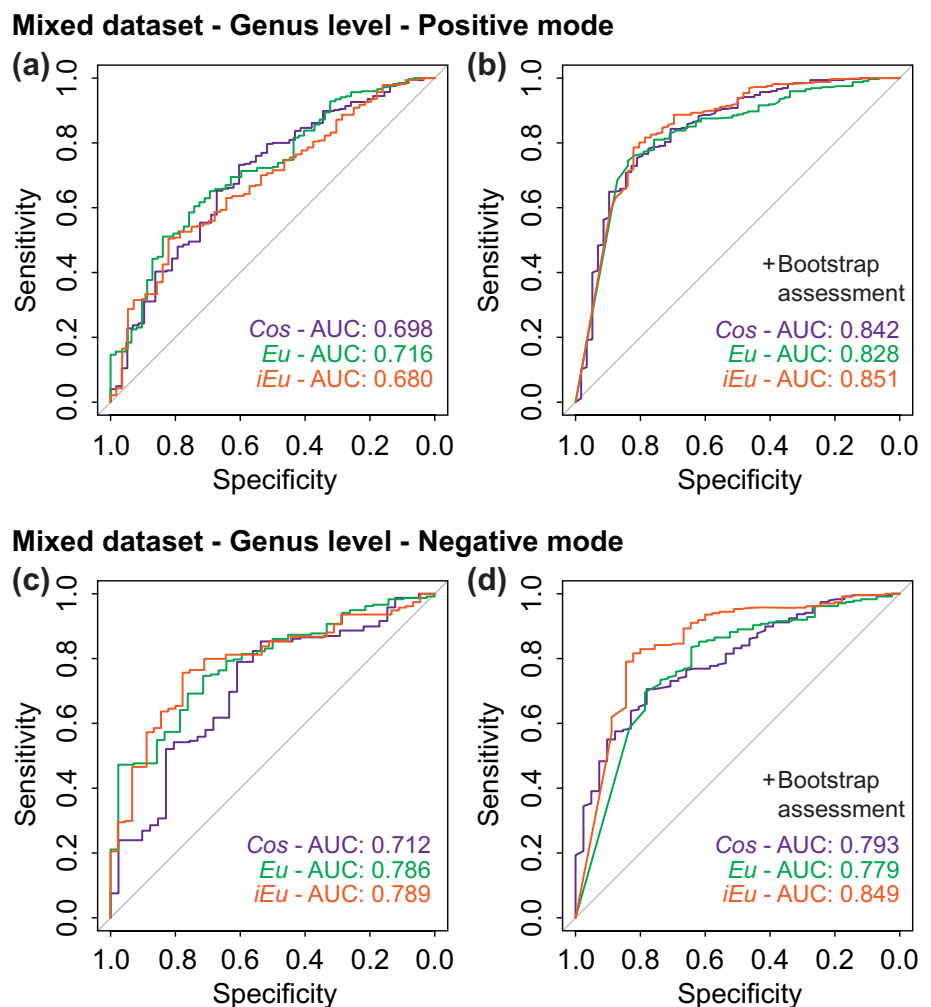 Mixed dataset - Genus level - Positive mode
(a)
Sensitivity
0.0 0.2 0.4 0.6 0.8 1.0
Cos - AUC: 0.698
Eu - AUC: 0.716
iEu - AUC: 0.680
1.0 0.8 0.6 0.4 0.2 0.0
Specificity
(b)
Sensitivity
0.0 0.2 0.4 0.6 0.8 1.0
+Bootstrap
assessment
Cos - AUC: 0.842
Eu - AUC: 0.828
iEu - AUC: 0.851
1.0 0.8 0.6 0.4 0.2 0.0
Specificity
Mixed dataset - Genus level - Negative mode
(c)
Sensitivity
0.0 0.2 0.4 0.6 0.8 1.0
Cos - AUC: 0.712
Eu - AUC: 0.786
iEu - AUC: 0.789
1.0 0.8 0.6 0.4 0.2 0.0
Specificity
(d)
Sensitivity
0.0 0.2 0.4 0.6 0.8 1.0
+Bootstrap
assessment
Cos - AUC: 0.793
Eu - AUC: 0.779
iEu - AUC: 0.849
1.0 0.8 0.6 0.4 0.2 0.0
Specificity